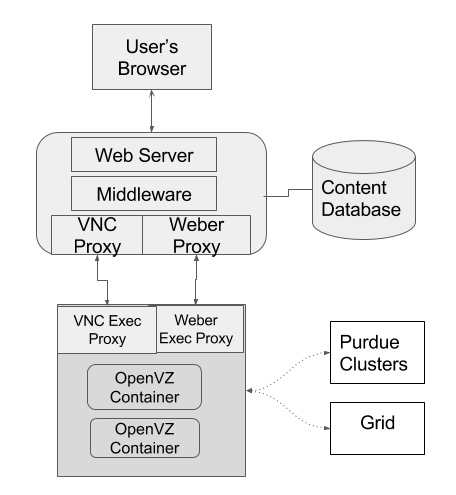 User's
Browser
Web Server
Middleware
VNC
Proxy
Weber
Proxy
Content
Database
VNC Exec
Proxy
Weber
Exec Proxy
OpenVZ
Container
OpenVZ
Container
Purdue
Clusters
Grid